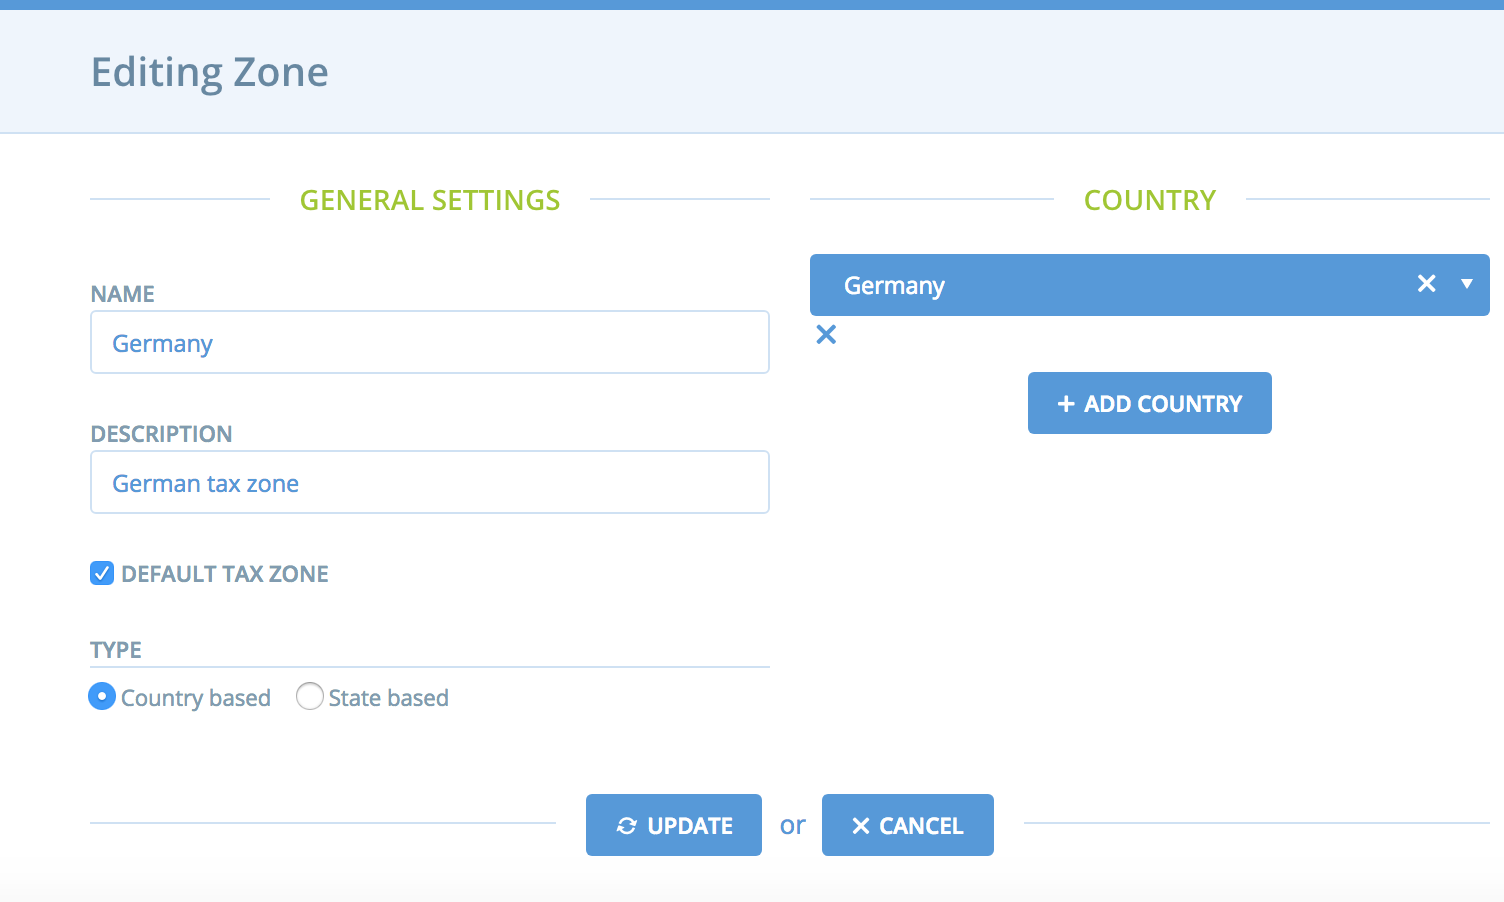 Editing Zone
GENERAL SETTINGS
NAME
Germany
DESCRIPTION
German tax zone
DEFAULT TAX ZONE
TYPE
Country based State based
COUNTRY
Germany
ADD COUNTRY
UPDATE or CANCEL